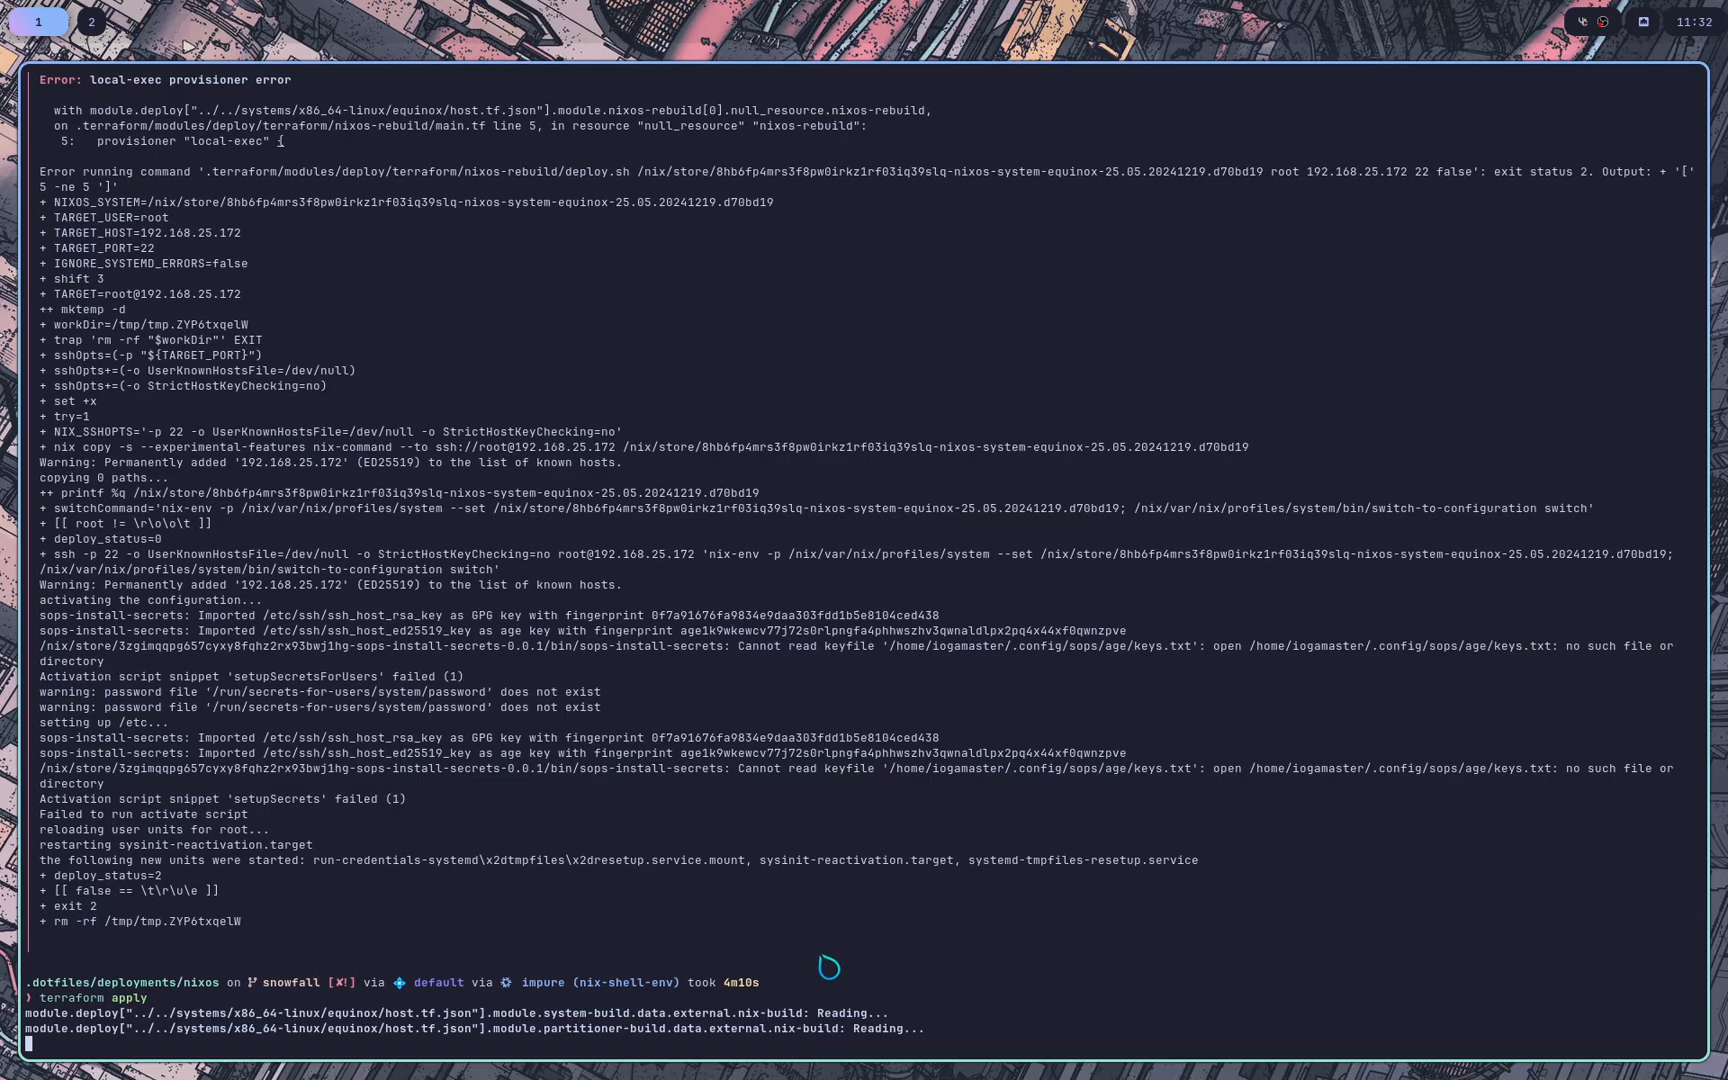 1
2
11:32
Error: local-exec provisioner error
with module.deploy["../../systems/x86_64-linux/equinox/host.tf.json"].module.nixos-rebuild[0].null_resource.nixos-rebuild,
on .terraform/modules/deploy/terraform/nixos-rebuild/main.tf line 5, in resource "null_resource" "nixos-rebuild":
5:   provisioner "local-exec" {
Error running command '.terraform/modules/deploy/terraform/nixos-rebuild/deploy.sh /nix/store/8hb6fp4mrs3f8pw0irkz1rf03iq39slq-nixos-system-equinox-25.05.20241219.d70bd19 root 192.168.25.172 22 false': exit status 2. Output: + '['
5 -ne 5 ']'
+ NIXOS_SYSTEM=/nix/store/8hb6fp4mrs3f8pw0irkz1rf03iq39slq-nixos-system-equinox-25.05.20241219.d70bd19
+ TARGET_USER=root
+ TARGET_HOST=192.168.25.172
+ TARGET_PORT=22
+ IGNORE_SYSTEMD_ERRORS=false
+ shift 3
+ TARGET=root@192.168.25.172
++ mktemp -d
+ workDir=/tmp/tmp.ZYP6txqelW
+ trap 'rm -rf "$workDir"' EXIT
+ sshOpts=(-p "${TARGET_PORT}")
+ sshOpts+=(-o UserKnownHostsFile=/dev/null)
+ sshOpts+=(-o StrictHostKeyChecking=no)
+ set +x
+ try=1
+ NIX_SSHOPTS='-p 22 -o UserKnownHostsFile=/dev/null -o StrictHostKeyChecking=no'
+ nix copy -s --experimental-features nix-command --to ssh://root@192.168.25.172 /nix/store/8hb6fp4mrs3f8pw0irkz1rf03iq39slq-nixos-system-equinox-25.05.20241219.d70bd19
Warning: Permanently added '192.168.25.172' (ED25519) to the list of known hosts.
copying 0 paths...
++ printf %q /nix/store/8hb6fp4mrs3f8pw0irkz1rf03iq39slq-nixos-system-equinox-25.05.20241219.d70bd19
+ switchCommand='nix-env -p /nix/var/nix/profiles/system --set /nix/store/8hb6fp4mrs3f8pw0irkz1rf03iq39slq-nixos-system-equinox-25.05.20241219.d70bd19; /nix/var/nix/profiles/system/bin/switch-to-configuration switch'
+ [[ root != \r\o\o\t ]]
+ deploy_status=0
+ ssh -p 22 -o UserKnownHostsFile=/dev/null -o StrictHostKeyChecking=no root@192.168.25.172 'nix-env -p /nix/var/nix/profiles/system --set /nix/store/8hb6fp4mrs3f8pw0irkz1rf03iq39slq-nixos-system-equinox-25.05.20241219.d70bd19;
/nix/var/nix/profiles/system/bin/switch-to-configuration switch'
Warning: Permanently added '192.168.25.172' (ED25519) to the list of known hosts.
activating the configuration...
sops-install-secrets: Imported /etc/ssh/ssh_host_rsa_key as GPG key with fingerprint 0f7a91676fa9834e9daa303fdd1b5e8104ced438
sops-install-secrets: Imported /etc/ssh/ssh_host_ed25519_key as age key with fingerprint age1k9wkewcv77j72s0rlpngfa4phhwszhv3qwnaldlpx2pq4x44xf0qwnzpve
/nix/store/3zgimqqpg657cyxy8fqhz2rx93bwj1hg-sops-install-secrets-0.0.1/bin/sops-install-secrets: Cannot read keyfile '/home/iogamaster/.config/sops/age/keys.txt': open /home/iogamaster/.config/sops/age/keys.txt: no such file or
directory
Activation script snippet 'setupSecretsForUsers' failed (1)
warning: password file ‘/run/secrets-for-users/system/password’ does not exist
warning: password file ‘/run/secrets-for-users/system/password’ does not exist
setting up /etc...
sops-install-secrets: Imported /etc/ssh/ssh_host_rsa_key as GPG key with fingerprint 0f7a91676fa9834e9daa303fdd1b5e8104ced438
sops-install-secrets: Imported /etc/ssh/ssh_host_ed25519_key as age key with fingerprint age1k9wkewcv77j72s0rlpngfa4phhwszhv3qwnaldlpx2pq4x44xf0qwnzpve
/nix/store/3zgimqqpg657cyxy8fqhz2rx93bwj1hg-sops-install-secrets-0.0.1/bin/sops-install-secrets: Cannot read keyfile '/home/iogamaster/.config/sops/age/keys.txt': open /home/iogamaster/.config/sops/age/keys.txt: no such file or
directory
Activation script snippet 'setupSecrets' failed (1)
Failed to run activate script
reloading user units for root...
restarting sysinit-reactivation.target
the following new units were started: run-credentials-systemd\x2dtmpfiles\x2dresetup.service.mount, sysinit-reactivation.target, systemd-tmpfiles-resetup.service
+ deploy_status=2
+ [[ false == \t\r\u\e ]]
+ exit 2
+ rm -rf /tmp/tmp.ZYP6txqelW
.dotfiles/deployments/nixos on snowfall [✘!] via default via impure (nix-shell-env) took 4m10s
❯ terraform apply
module.deploy["../../systems/x86_64-linux/equinox/host.tf.json"].module.system-build.data.external.nix-build: Reading...
module.deploy["../../systems/x86_64-linux/equinox/host.tf.json"].module.partitioner-build.data.external.nix-build: Reading...